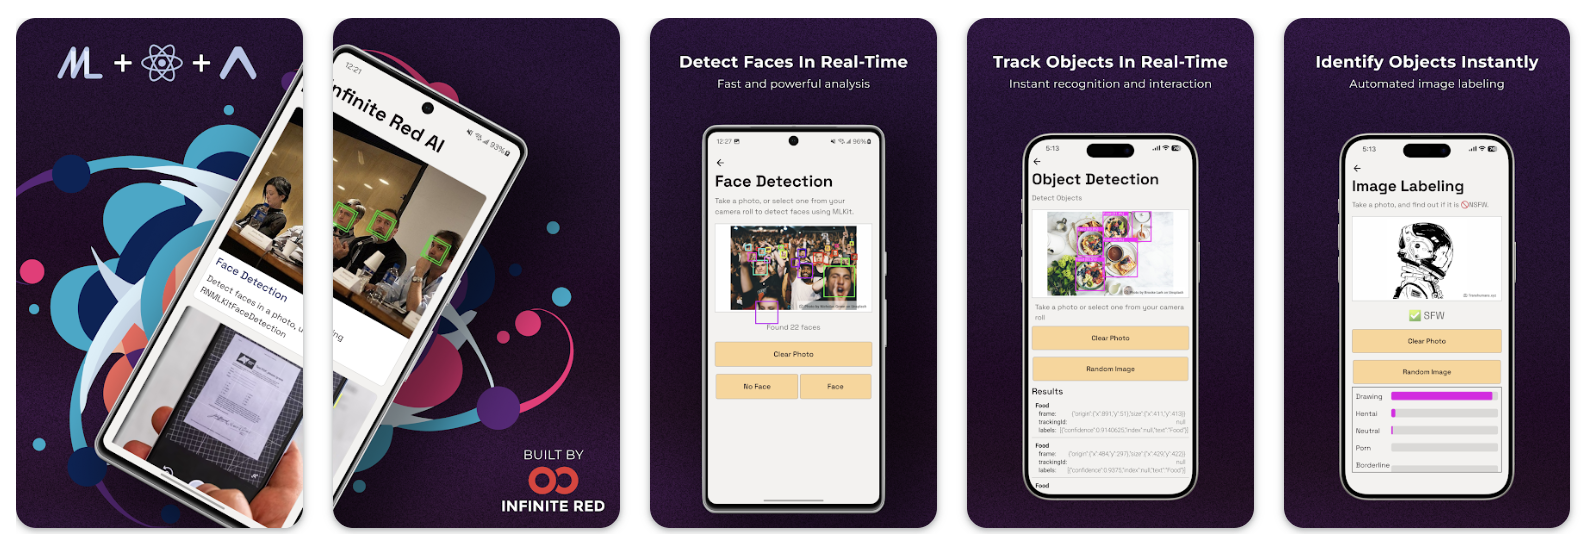 ML + +
Face Detection
Detect faces in a photo, u
RNMLKitFaceDetection
12:21
nfinite Red AI
93%
ng
BUILT BY
INFINITE RED
Detect Faces In Real-Time
Fast and powerful analysis
12:27
96%
Face Detection
Take a photo, or select one from your
camera roll to detect faces using MLKit.
Found 22 faces
Clear Photo
No Face
Face
Track Objects In Real-Time
Instant recognition and interaction
5:13
Object Detection
Detect Objects
Take a photo or select one from your camera
roll
Clear Photo
Random Image
Results
Food
frame: {"origin":{"x":891,"y":51},"size":{"x":411,"y":413}}
trackingId: null
labels: [{"confidence":0.9140625,"index":null,"text":"Food"}]
Food
frame: {"origin":{"x":484,"y":297},"size":{"x":429,"y":422}}
trackingId: null
labels: [{"confidence":0.9375,"index":null,"text":"Food"}]
Food
Identify Objects Instantly
Automated image labeling
5:13
Image Labeling
Take a photo, and find out if it is 🚫NSFW.
✅ SFW
Clear Photo
Random Image
Drawing
Hentai
Neutral
Porn
Borderline